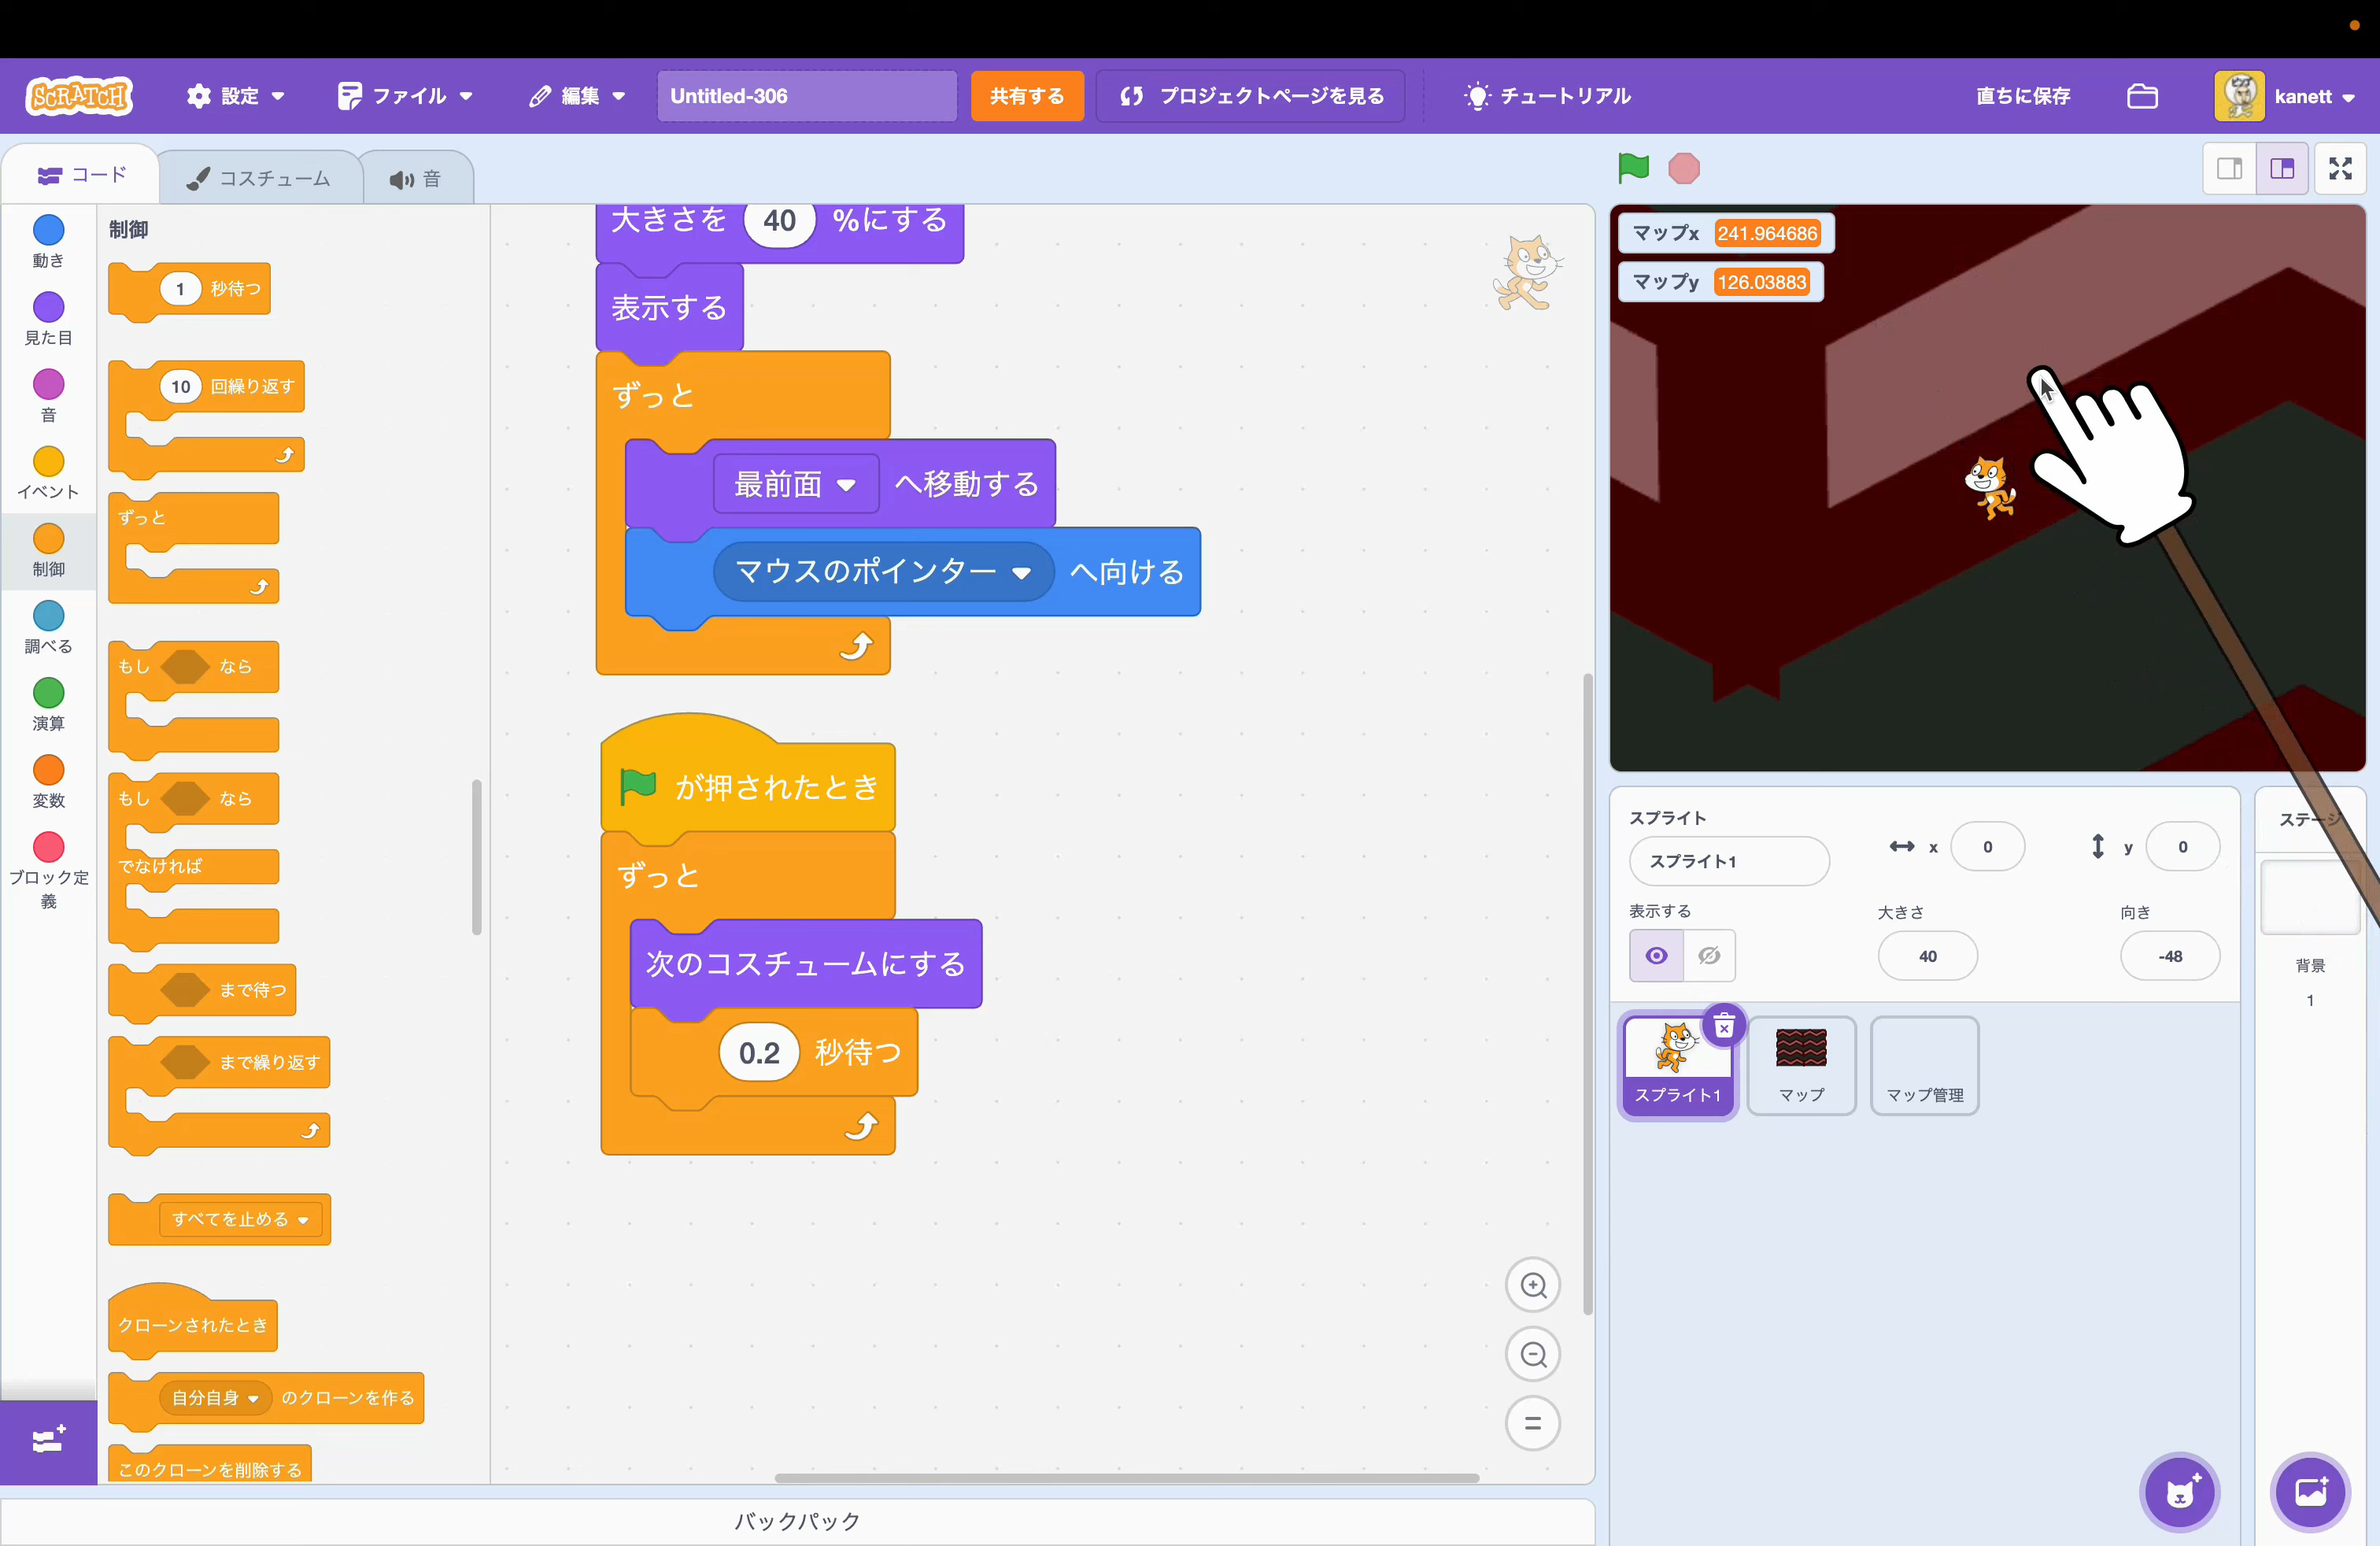 SCRATCH
設定
ファイル
編集
Untitled-306
共有する
プロジェクトページを見る
チュートリアル
直ちに保存
kanett
コード
コスチューム
音
動き
見た目
音
イベント
制御
調べる
演算
変数
ブロック定
義
制御
1 秒待つ
10 回繰り返す
ずっと
もし なら
もし なら
でなければ
まで待つ
まで繰り返す
すべてを止める
クローンされたとき
自分自身 のクローンを作る
このクローンを削除する
大きさを 40 %にする
表示する
ずっと
最前面 へ移動する
マウスのポインター へ向ける
が押されたとき
ずっと
次のコスチュームにする
0.2 秒待つ
バックパック
マップx 241.964686
マップy 126.03883
スプライト
スプライト1
x 0
y 0
表示する
大きさ
40
向き
-48
スプライト1
マップ
マップ管理
ステージ
背景
1